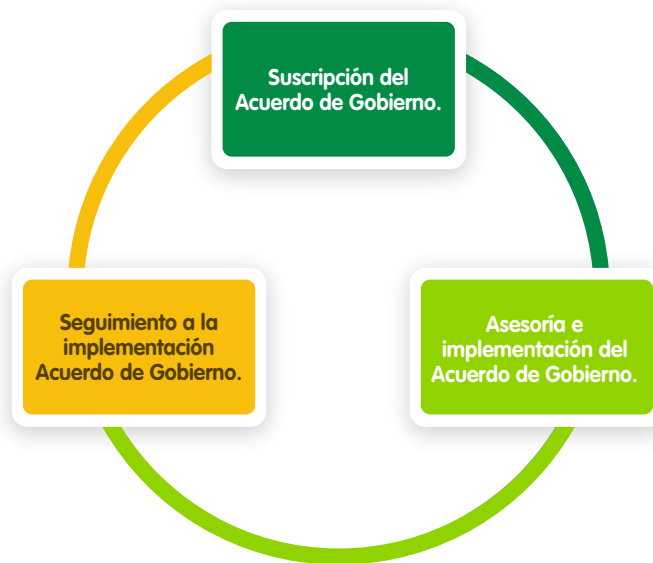 Suscripción del
Acuerdo de Gobierno.
Asesoría e
implementación del
Acuerdo de Gobierno.
Seguimiento a la
implementación
Acuerdo de Gobierno.